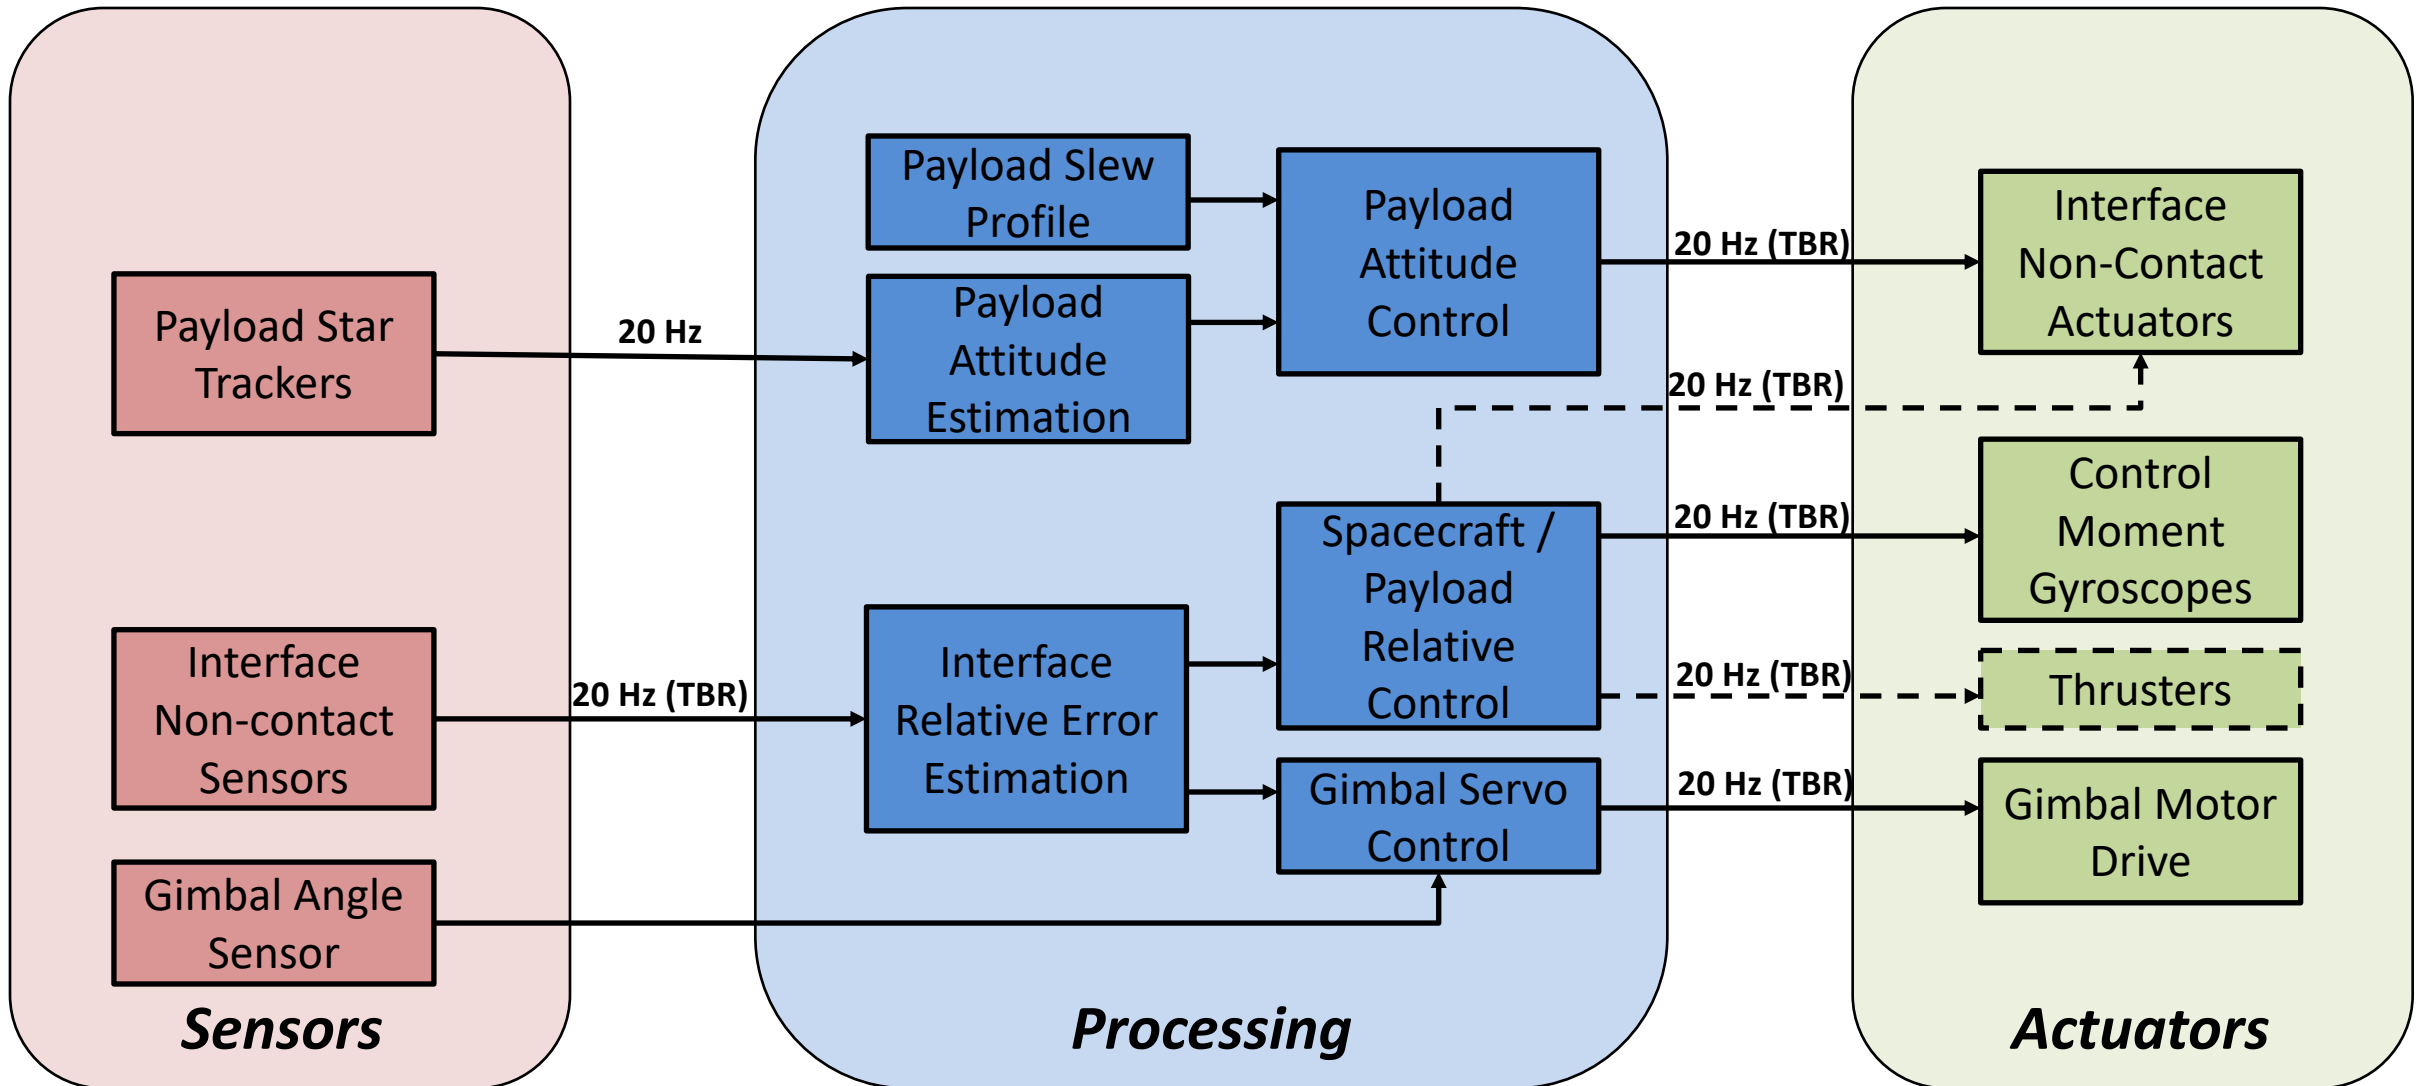 Payload Star
Trackers
Interface
Non-contact
Sensors
Gimbal Angle
Sensor
Sensors
20 Hz
20 Hz (TBR)
Payload Slew
Profile
Payload
Attitude
Estimation
Payload
Attitude
Control
Interface
Relative Error
Estimation
Spacecraft /
Payload
Relative
Control
Gimbal Servo
Control
Processing
20 Hz (TBR)
20 Hz (TBR)
20 Hz (TBR)
20 Hz (TBR)
20 Hz (TBR)
Interface
Non-Contact
Actuators
Control
Moment
Gyroscopes
Thrusters
Gimbal Motor
Drive
Actuators